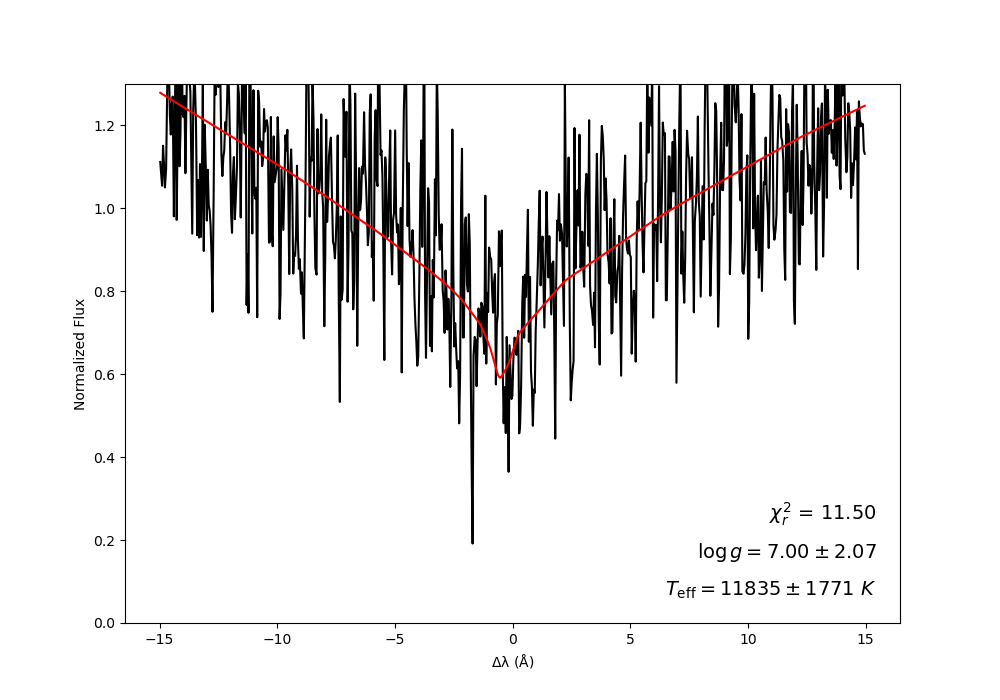 1.2
1.0
0.8
0.6
0.4
0.2
0.0
Normalized Flux
χ²ᵣ = 11.50
log g = 7.00 ± 2.07
T_eff = 11835 ± 1771 K
−15 −10 −5 0 5 10 15
Δλ (Å)